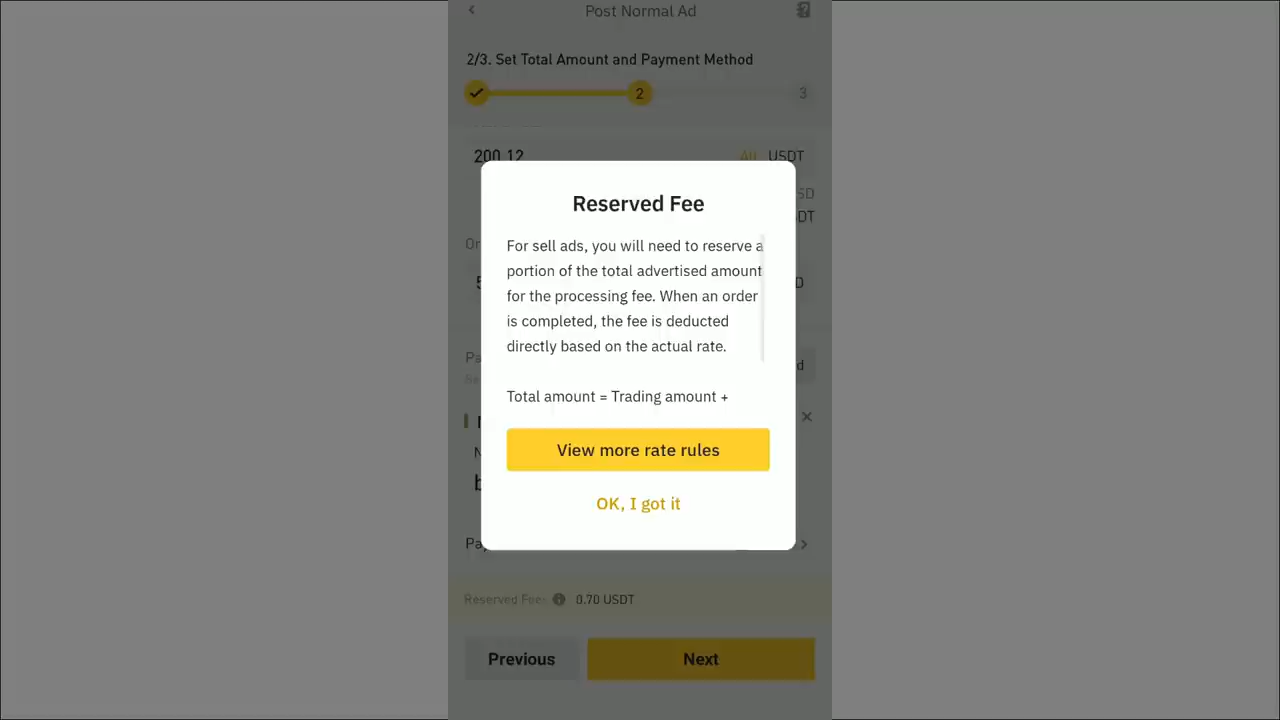 Post Normal Ad
2/3. Set Total Amount and Payment Method
2
3
200.12
All USDT
SD
DT
Reserved Fee
For sell ads, you will need to reserve a
portion of the total advertised amount
for the processing fee. When an order
is completed, the fee is deducted
directly based on the actual rate.
Total amount = Trading amount +
View more rate rules
OK, I got it
Reserved Fee
0.70 USDT
Previous
Next